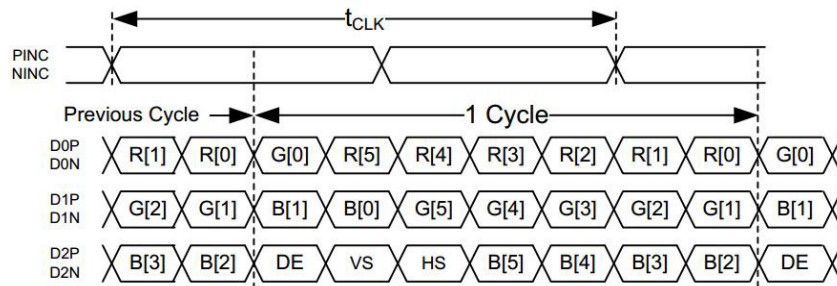 tCLK
PINC
NINC
Previous Cycle 1 Cycle
D0P
D0N
R[1] R[0] G[0] R[5] R[4] R[3] R[2] R[1] R[0] G[0]
D1P
D1N
G[2] G[1] B[1] B[0] G[5] G[4] G[3] G[2] G[1] B[1]
D2P
D2N
B[3] B[2] DE VS HS B[5] B[4] B[3] B[2] DE